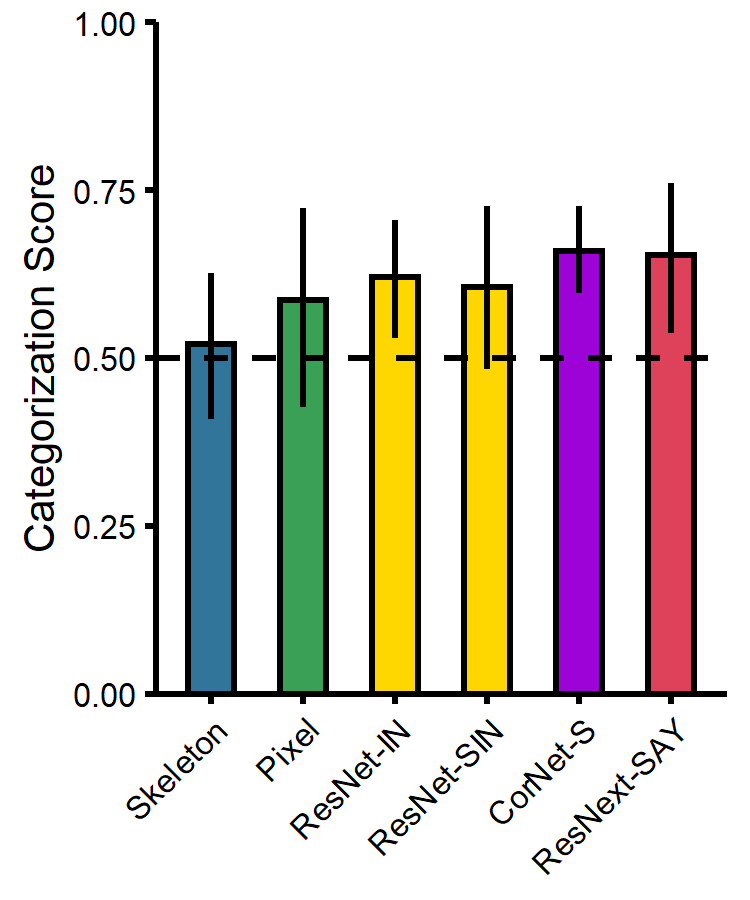 1.00
0.75
0.50
0.25
0.00
Categorization Score
Skeleton
Pixel
ResNet-IN
ResNet-SIN
CorNet-S
ResNext-SAY